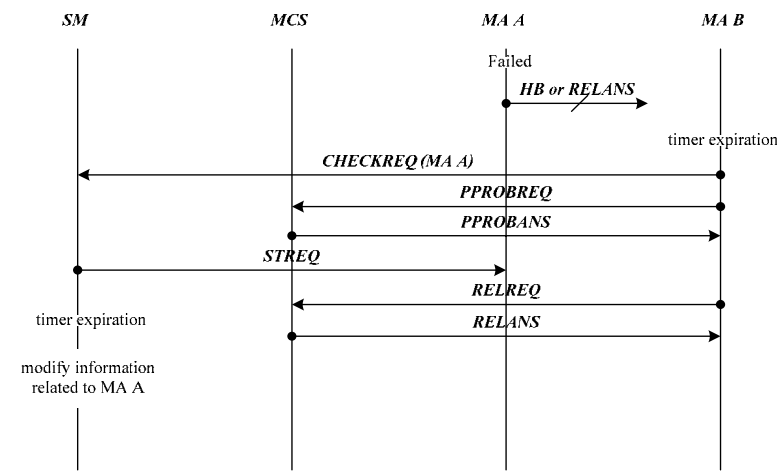 SM MCS MA A MA B
Failed
HB or RELANS
timer expiration
CHECKREQ (MA A)
PPROBREQ
PPROBANS
STREQ
RELREQ
timer expiration
RELANS
modify information
related to MA A